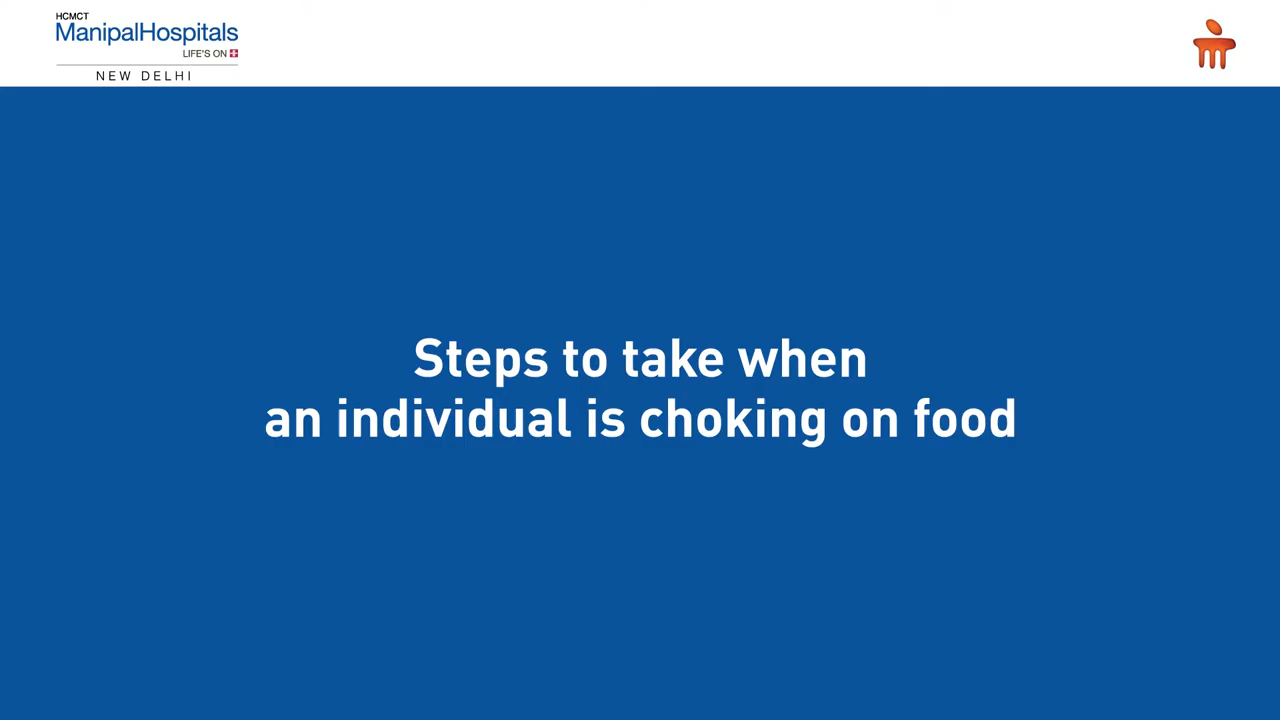 HCMCT
ManipalHospitals
LIFE'S ON
NEW DELHI
Steps to take when
an individual is choking on food